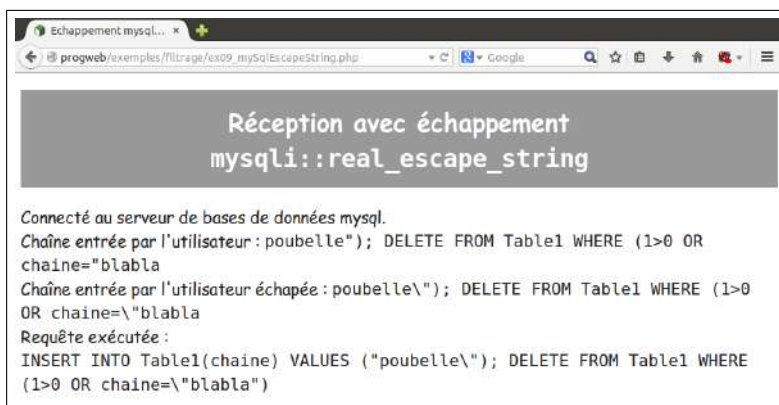 Echappement mysql... ×
progweb/exemples/filtrage/ex09_mySqlEscapeString.php
Google
Réception avec échappement
mysqli::real_escape_string
Connecté au serveur de bases de données mysql.
Chaîne entrée par l'utilisateur : poubelle"); DELETE FROM Table1 WHERE (1>0 OR
chaine="blabla
Chaîne entrée par l'utilisateur échapée : poubelle\"); DELETE FROM Table1 WHERE (1>0
OR chaine=\"blabla
Requête exécutée :
INSERT INTO Table1(chaine) VALUES ("poubelle\"); DELETE FROM Table1 WHERE
(1>0 OR chaine=\"blabla")